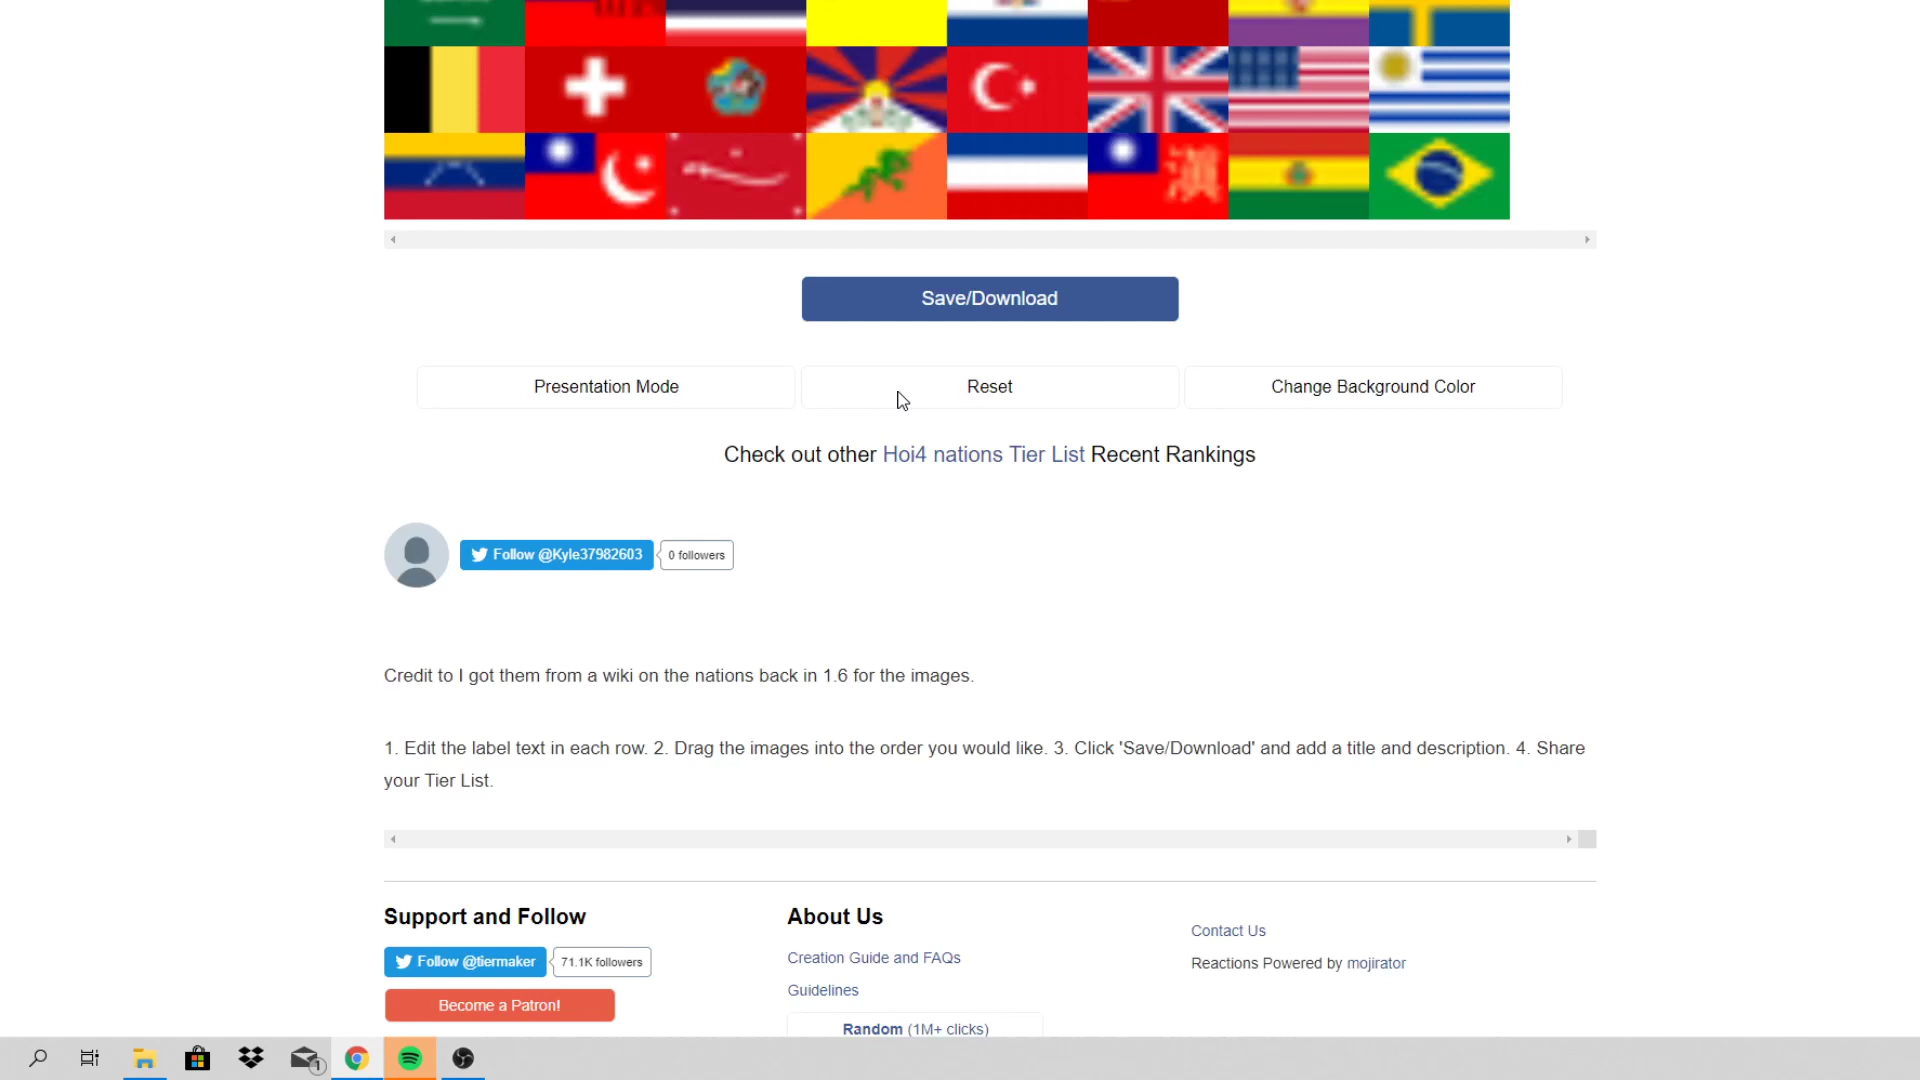 Save/Download
Presentation Mode
Reset
Change Background Color
Check out other Hoi4 nations Tier List Recent Rankings
Follow @Kyle37982603
0 followers
Credit to I got them from a wiki on the nations back in 1.6 for the images.
1. Edit the label text in each row. 2. Drag the images into the order you would like. 3. Click 'Save/Download' and add a title and description. 4. Share
your Tier List.
Support and Follow
About Us
Contact Us
Follow @tiermaker
71.1K followers
Creation Guide and FAQs
Reactions Powered by mojirator
Become a Patron!
Guidelines
Random (1M+ clicks)
1